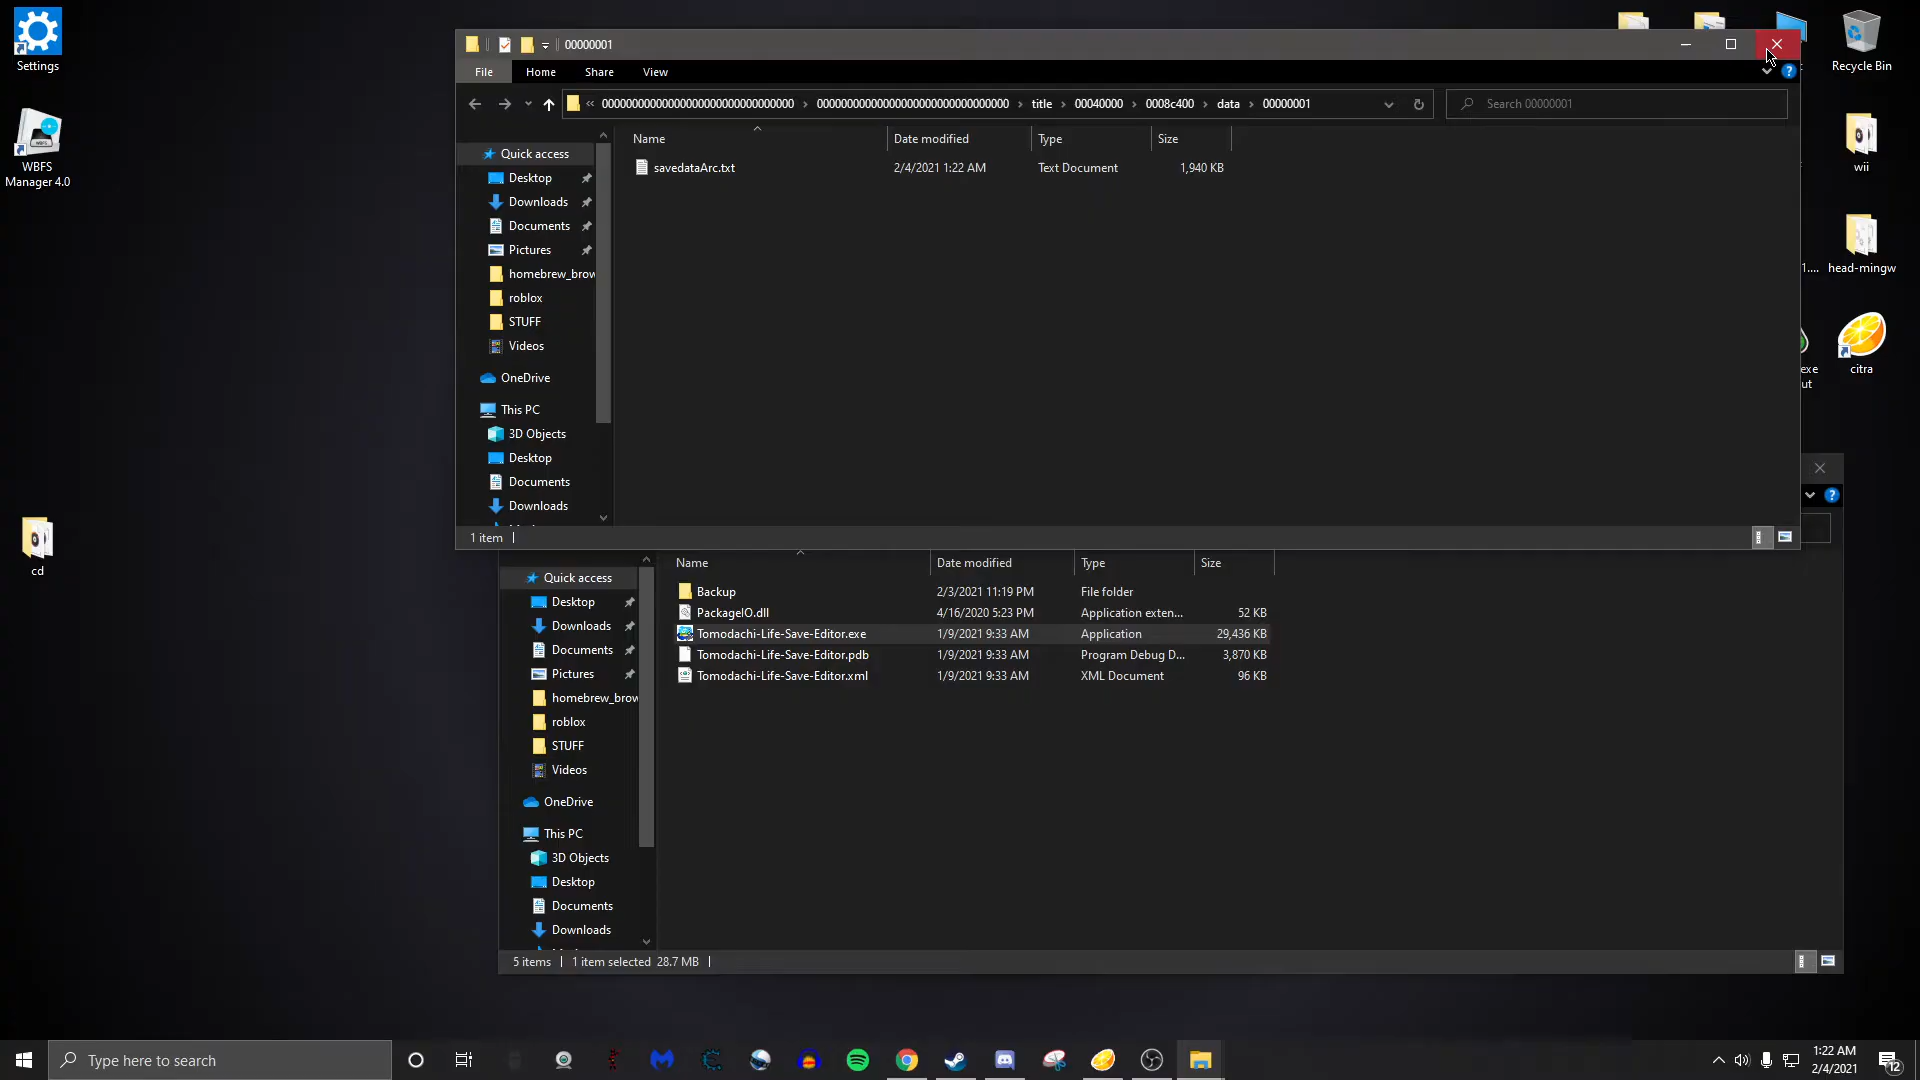 Settings
WBFS
Manager 4.0
cd
00000001
File Home Share View
« 00000000000000000000000000000000 › 00000000000000000000000000000000 › title › 00040000 › 0008c400 › data › 00000001
Search 00000001
Name Date modified Type Size
savedataArc.txt 2/4/2021 1:22 AM Text Document 1,940 KB
Quick access
Desktop
Downloads
Documents
Pictures
homebrew_brow
roblox
STUFF
Videos
OneDrive
This PC
3D Objects
Desktop
Documents
Downloads
1 item
Recycle Bin
wii
1....
head-mingw
exe
ut
citra
Name Date modified Type Size
Backup 2/3/2021 11:19 PM File folder
PackageIO.dll 4/16/2020 5:23 PM Application exten... 52 KB
Tomodachi-Life-Save-Editor.exe 1/9/2021 9:33 AM Application 29,436 KB
Tomodachi-Life-Save-Editor.pdb 1/9/2021 9:33 AM Program Debug D... 3,870 KB
Tomodachi-Life-Save-Editor.xml 1/9/2021 9:33 AM XML Document 96 KB
Quick access
Desktop
Downloads
Documents
Pictures
homebrew_brow
roblox
STUFF
Videos
OneDrive
This PC
3D Objects
Desktop
Documents
Downloads
5 items 1 item selected 28.7 MB
Type here to search
1:22 AM
2/4/2021
12